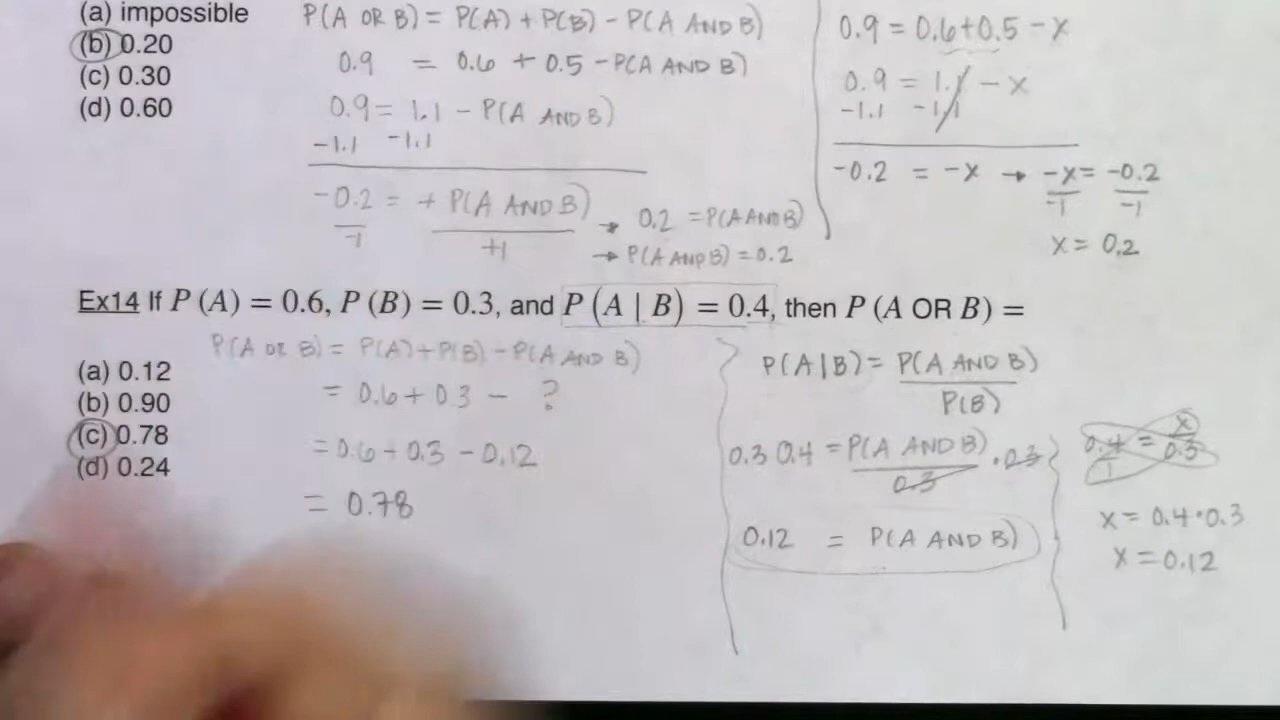 (a) impossible
(b) 0.20
(c) 0.30
(d) 0.60
P(A OR B) = P(A) + P(B) - P(A AND B)
0.9 = 0.6 + 0.5 - P(A AND B)
0.9 = 1.1 - P(A AND B)
-1.1 -1.1
-0.2 = + P(A AND B)
-1 +1
→ 0.2 = P(A AND B)
→ P(A AND B) = 0.2
0.9 = 0.6+0.5 - x
0.9 = 1.1 - x
-1.1 -1.1
-0.2 = -x → -x = -0.2
-1 -1
x = 0.2
Ex14 If P (A) = 0.6, P (B) = 0.3, and P (A | B) = 0.4, then P (A OR B) =
(a) 0.12
(b) 0.90
(c) 0.78
(d) 0.24
P(A OR B) = P(A)+P(B) - P(A AND B)
= 0.6+0.3 - ?
= 0.6+0.3 - 0.12
= 0.78
P(A|B) = P(A AND B)
P(B)
0.3 0.4 = P(A AND B) . 0.3
0.3
0.12 = P(A AND B)
0.4 = x
1 0.3
x = 0.4·0.3
x = 0.12